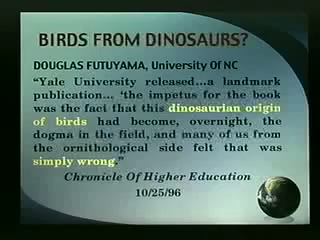 BIRDS FROM DINOSAURS?
DOUGLAS FUTUYAMA, University Of NC
“Yale University released...a landmark
publication... ‘the impetus for the book
was the fact that this dinosaurian origin
of birds had become, overnight, the
dogma in the field, and many of us from
the ornithological side felt that was
simply wrong.”
Chronicle Of Higher Education
10/25/96